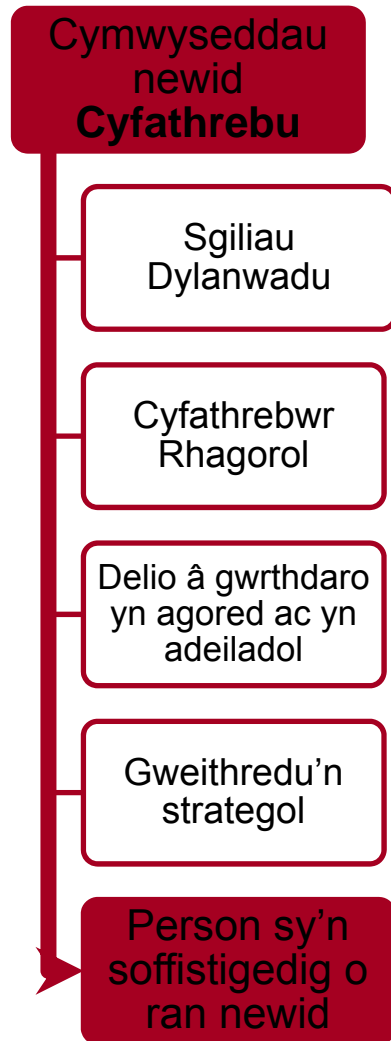 Cymwyseddau
newid
Cyfathrebu
Sgiliau
Dylanwadu
Cyfathrebwr
Rhagorol
Delio â gwrthdaro
yn agored ac yn
adeiladol
Gweithredu’n
strategol
Person sy’n
soffistigedig o
ran newid